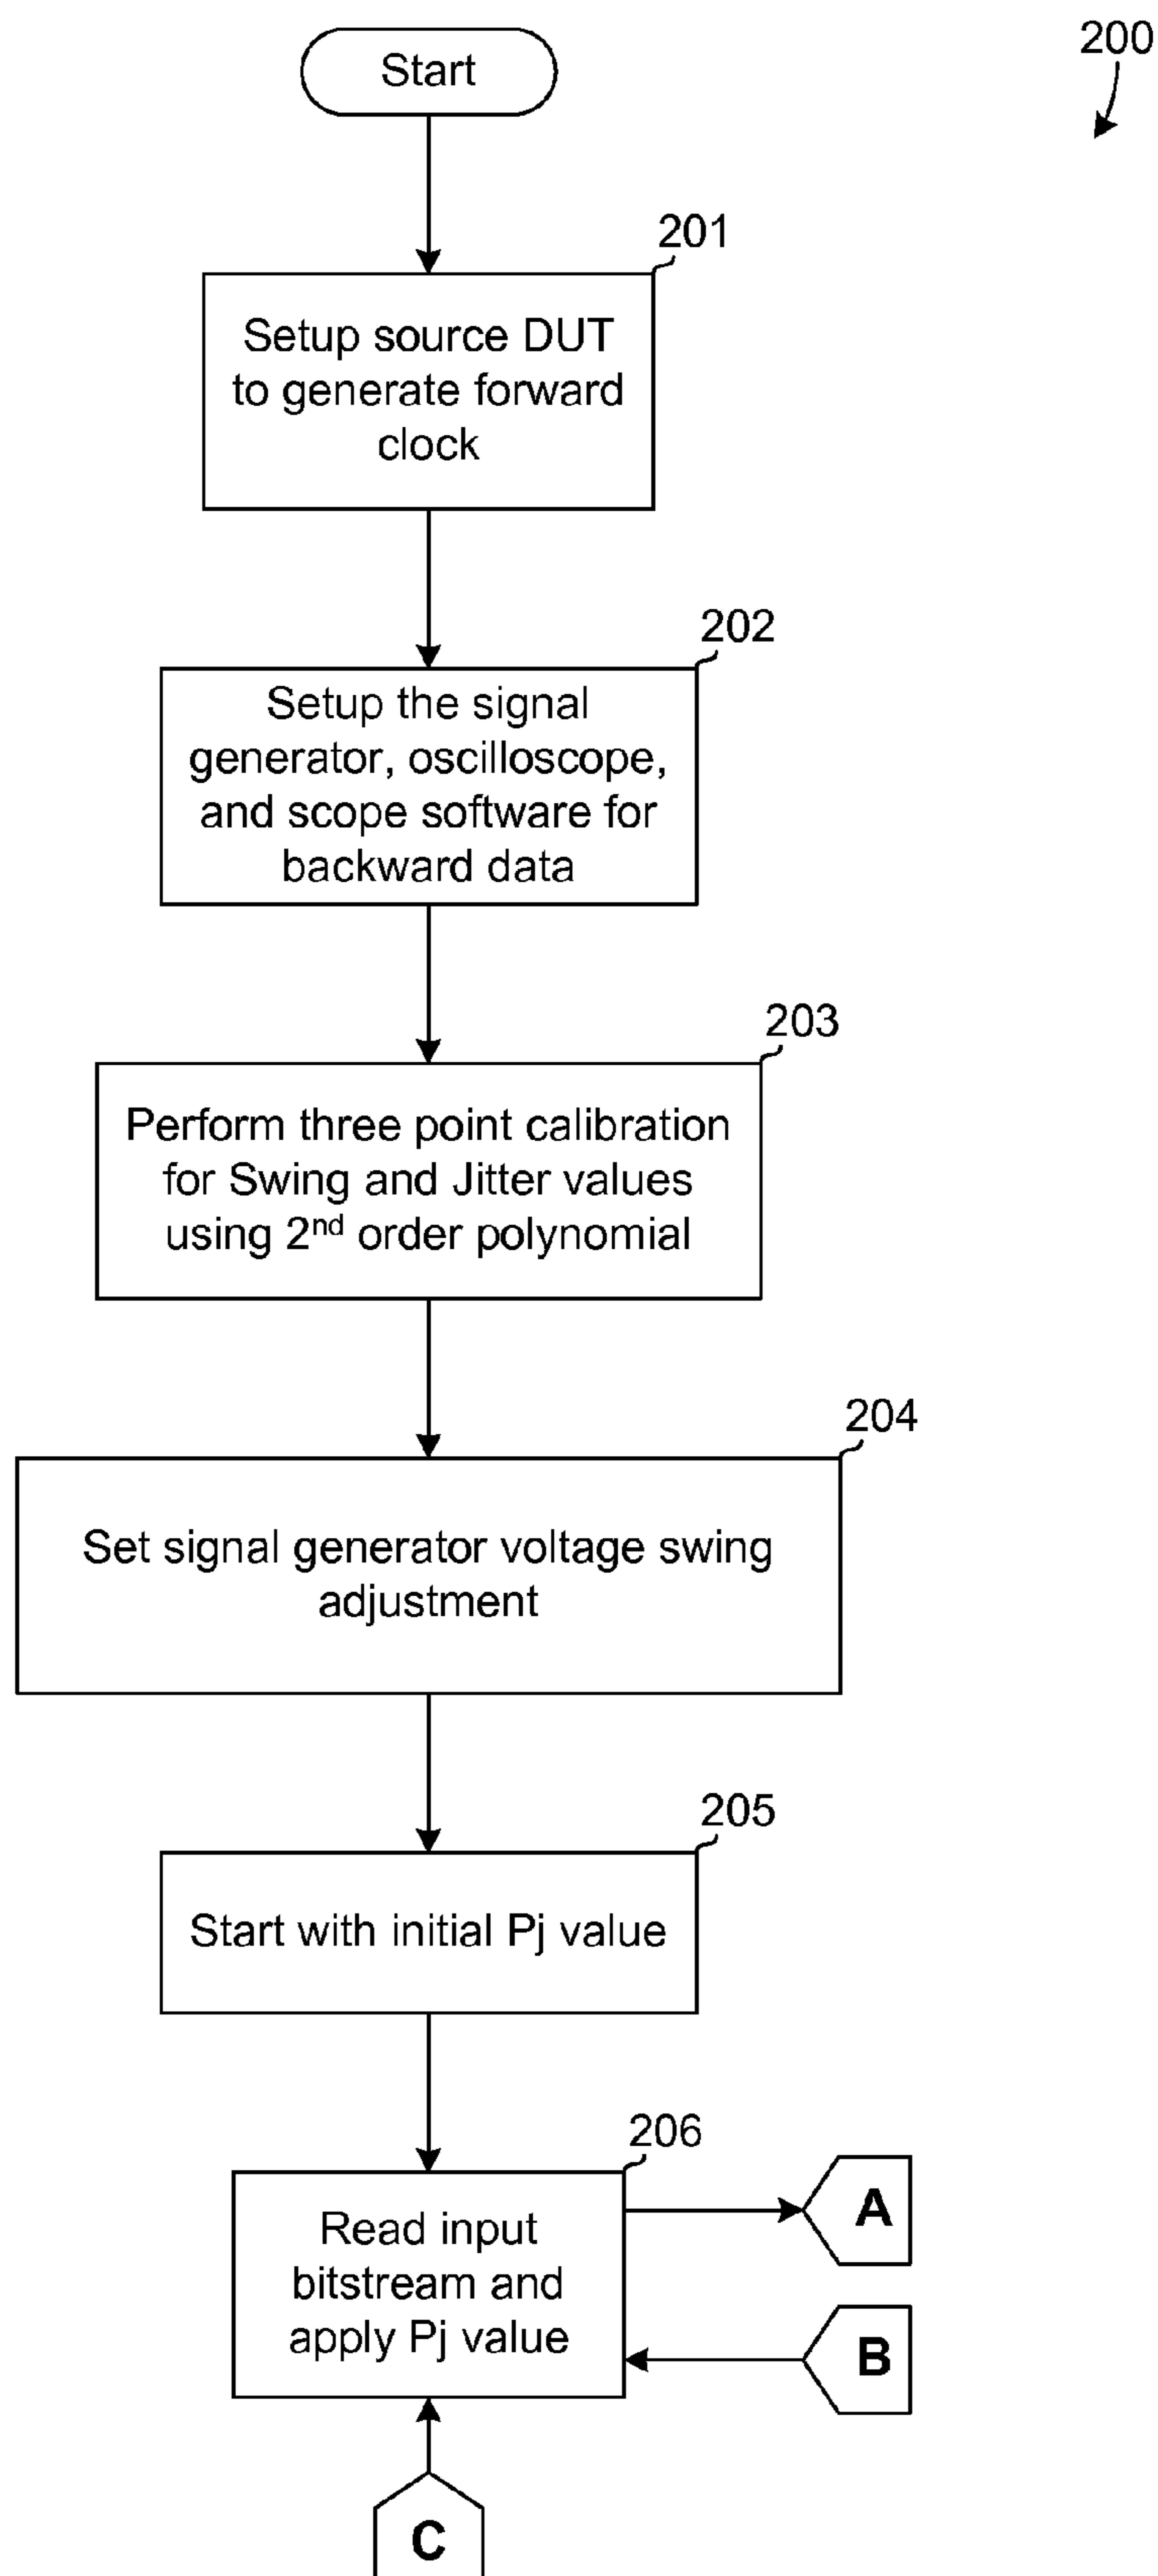 200
Start
201
Setup source DUT
to generate forward
clock
202
Setup the signal
generator, oscilloscope,
and scope software for
backward data
203
Perform three point calibration
for Swing and Jitter values
using 2nd order polynomial
204
Set signal generator voltage swing
adjustment
205
Start with initial Pj value
206
Read input
bitstream and
apply Pj value
A
B
C